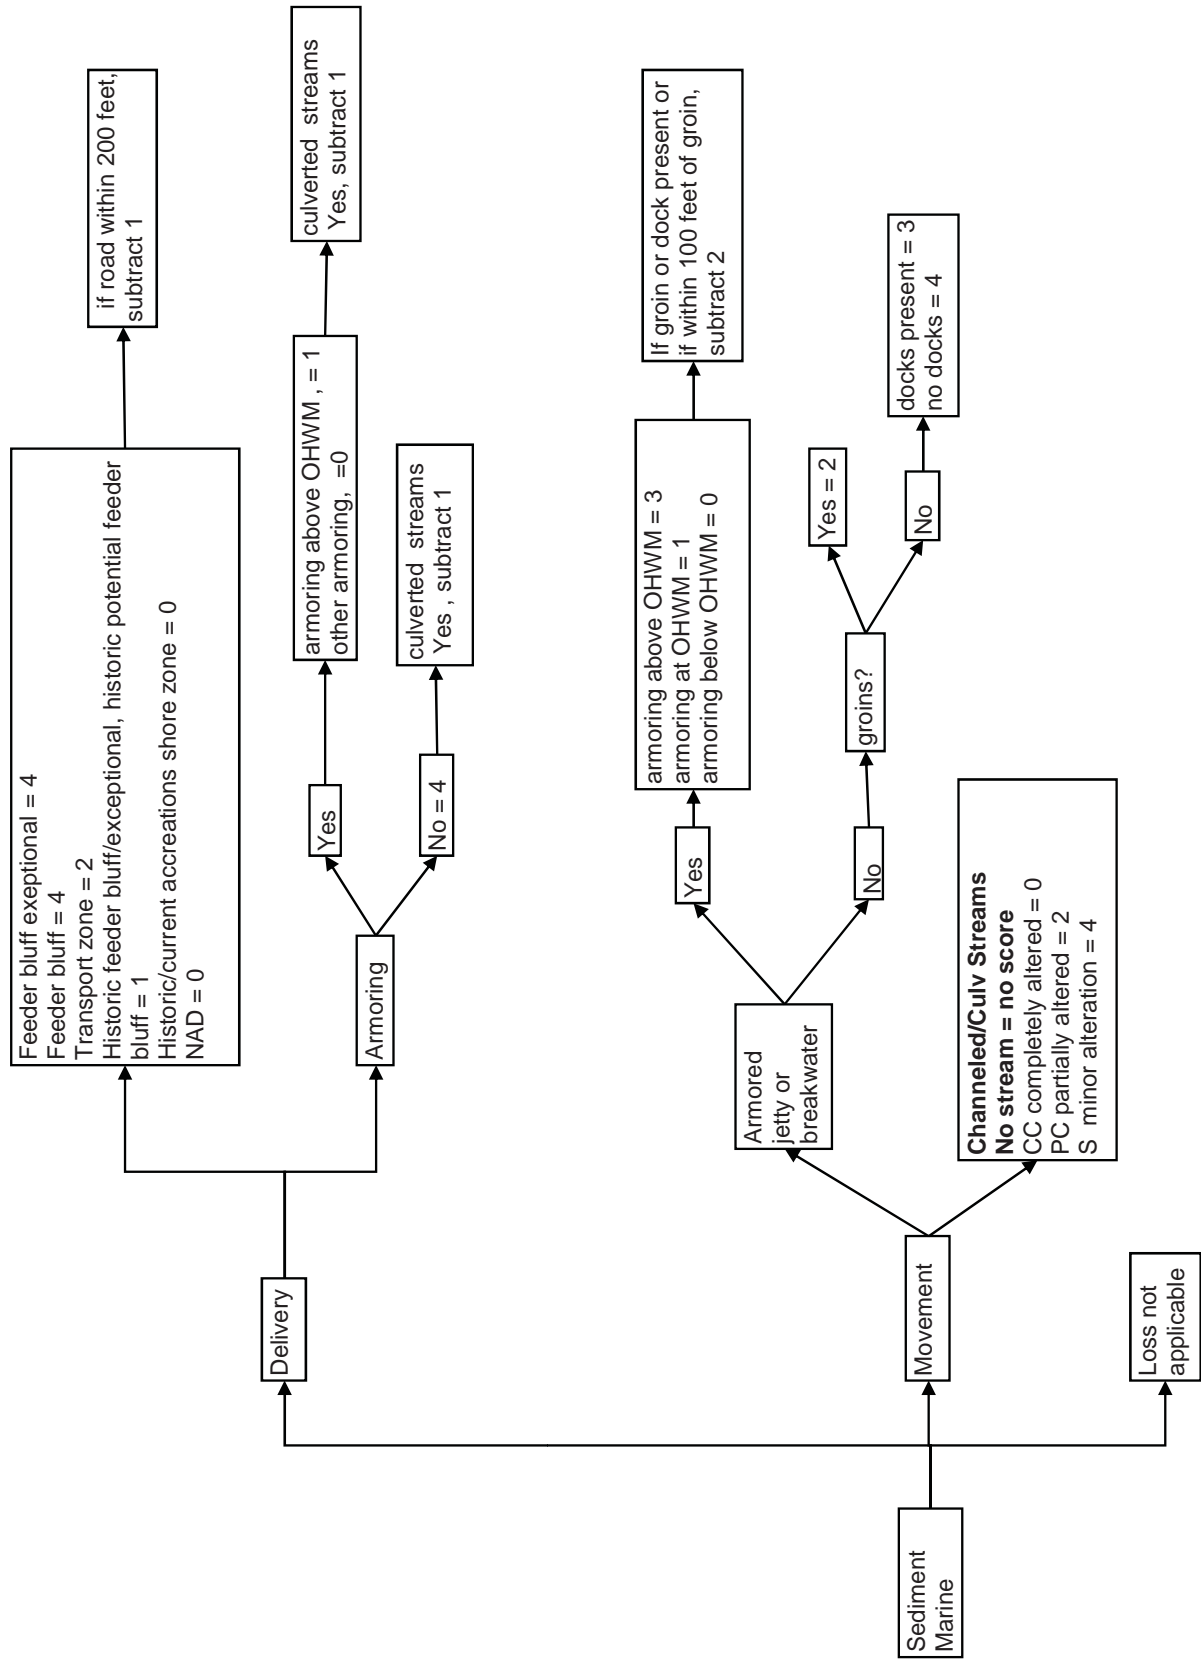 Sediment
Marine
Delivery
Feeder bluff exeptional = 4
Feeder bluff = 4
Transport zone = 2
Historic feeder bluff/exceptional, historic potential feeder
bluff = 1
Historic/current accreations shore zone = 0
NAD = 0
if road within 200 feet,
subtract 1
Armoring
Yes
armoring above OHWM , = 1
other armoring, =0
culverted streams
Yes, subtract 1
No = 4
culverted streams
Yes , subtract 1
Movement
Armored
jetty or
breakwater
Yes
armoring above OHWM = 3
armoring at OHWM = 1
armoring below OHWM = 0
If groin or dock present or
if within 100 feet of groin,
subtract 2
No
groins?
Yes = 2
No
docks present = 3
no docks = 4
Channeled/Culv Streams
No stream = no score
CC completely altered = 0
PC partially altered = 2
S minor alteration = 4
Loss not
applicable